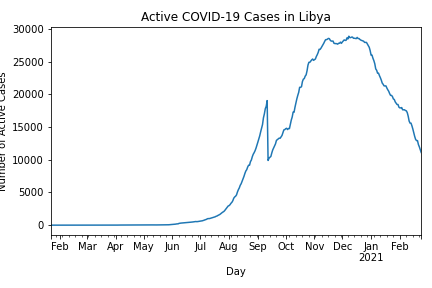 Active COVID-19 Cases in Libya
Number of Active Cases
30000
25000
20000
15000
10000
5000
0
Feb Mar Apr May Jun Jul Aug Sep Oct Nov Dec Jan Feb
2021
Day